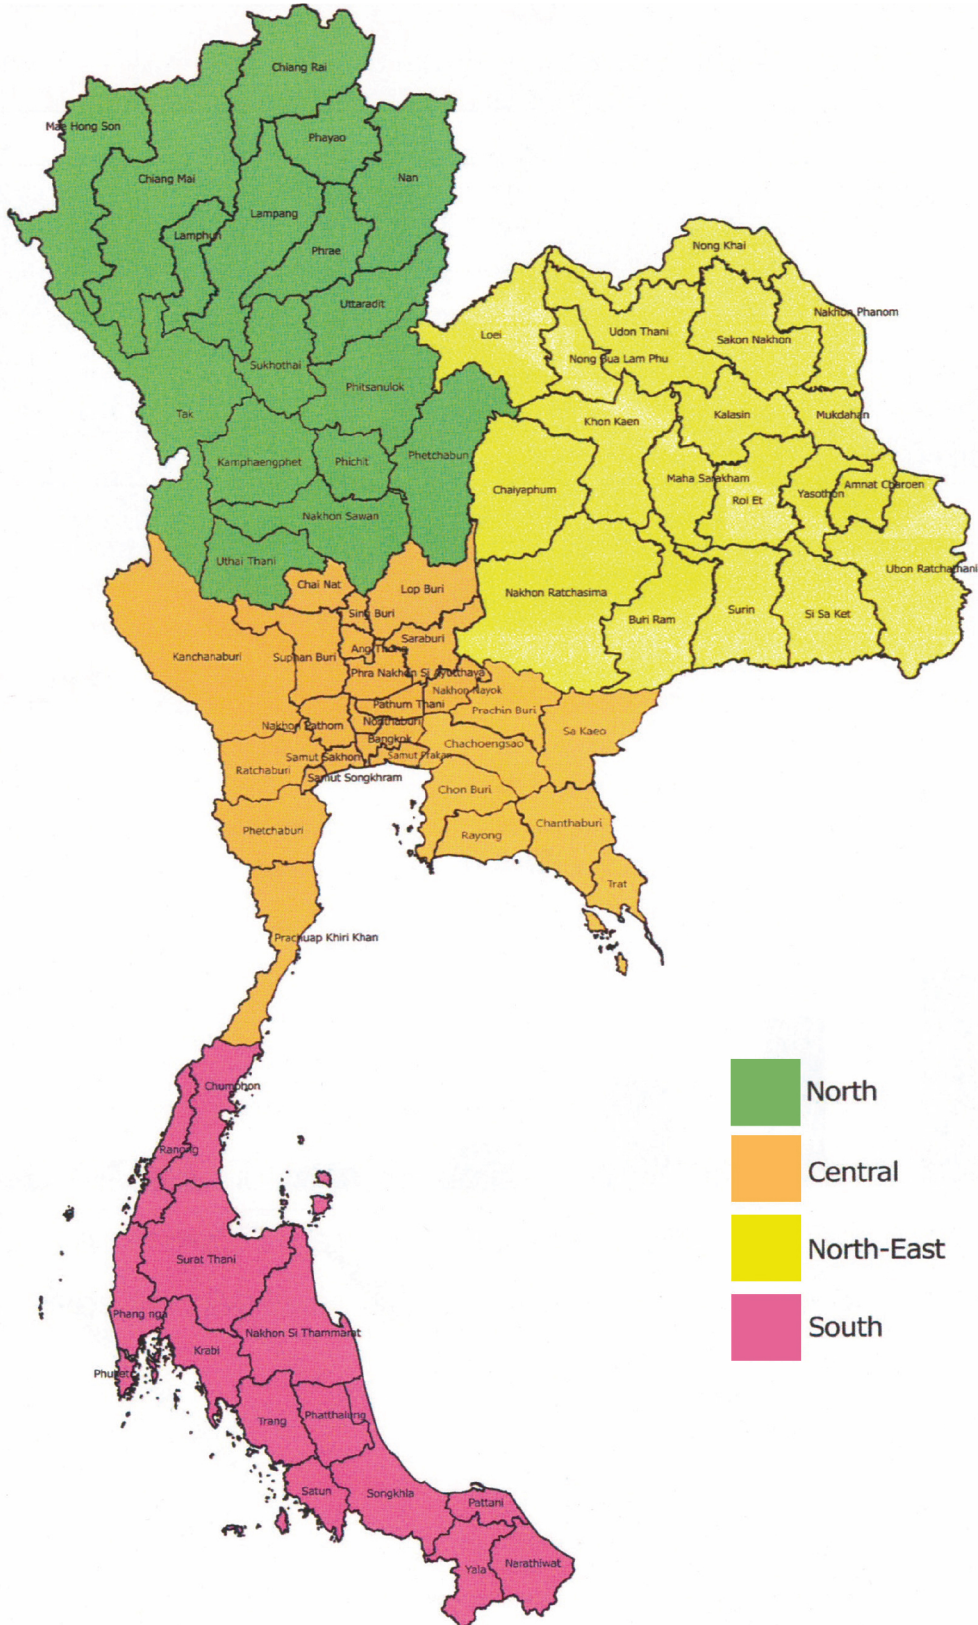 Chiang Rai
Mae Hong Son
Phayao
Chiang Mai
Nan
Lampang
Lamphun
Phrae
Nong Khai
Uttaradit
Nakhon Phanom
Loei
Udon Thani
Sakon Nakhon
Nong Bua Lam Phu
Sukhothai
Phitsanulok
Tak
Khon Kaen
Kalasin
Mukdahan
Phetchabun
Kamphaengphet
Phichit
Maha Sarakham
Amnat Charoen
Chaiyaphum
Roi Et
Yasothon
Nakhon Sawan
Uthai Thani
Ubon Ratchathani
Chai Nat
Lop Buri
Nakhon Ratchasima
Sing Buri
Buri Ram
Surin
Si Sa Ket
Saraburi
Ang Thong
Kanchanaburi
Suphan Buri
Phra Nakhon Si Ayutthaya
Nakhon Nayok
Pathum Thani
Prachin Buri
Nakhon Pathom
Nonthaburi
Sa Kaeo
Bangkok
Chachoengsao
Samut Sakhon
Samut Prakan
Ratchaburi
Samut Songkhram
Chon Buri
Phetchaburi
Rayong
Chanthaburi
Trat
Prachuap Khiri Khan
Chumphon
Ranong
Surat Thani
Phang nga
Nakhon Si Thammarat
Krabi
Phuket
Trang
Phatthalung
Satun
Songkhla
Pattani
Yala
Narathiwat
North
Central
North-East
South